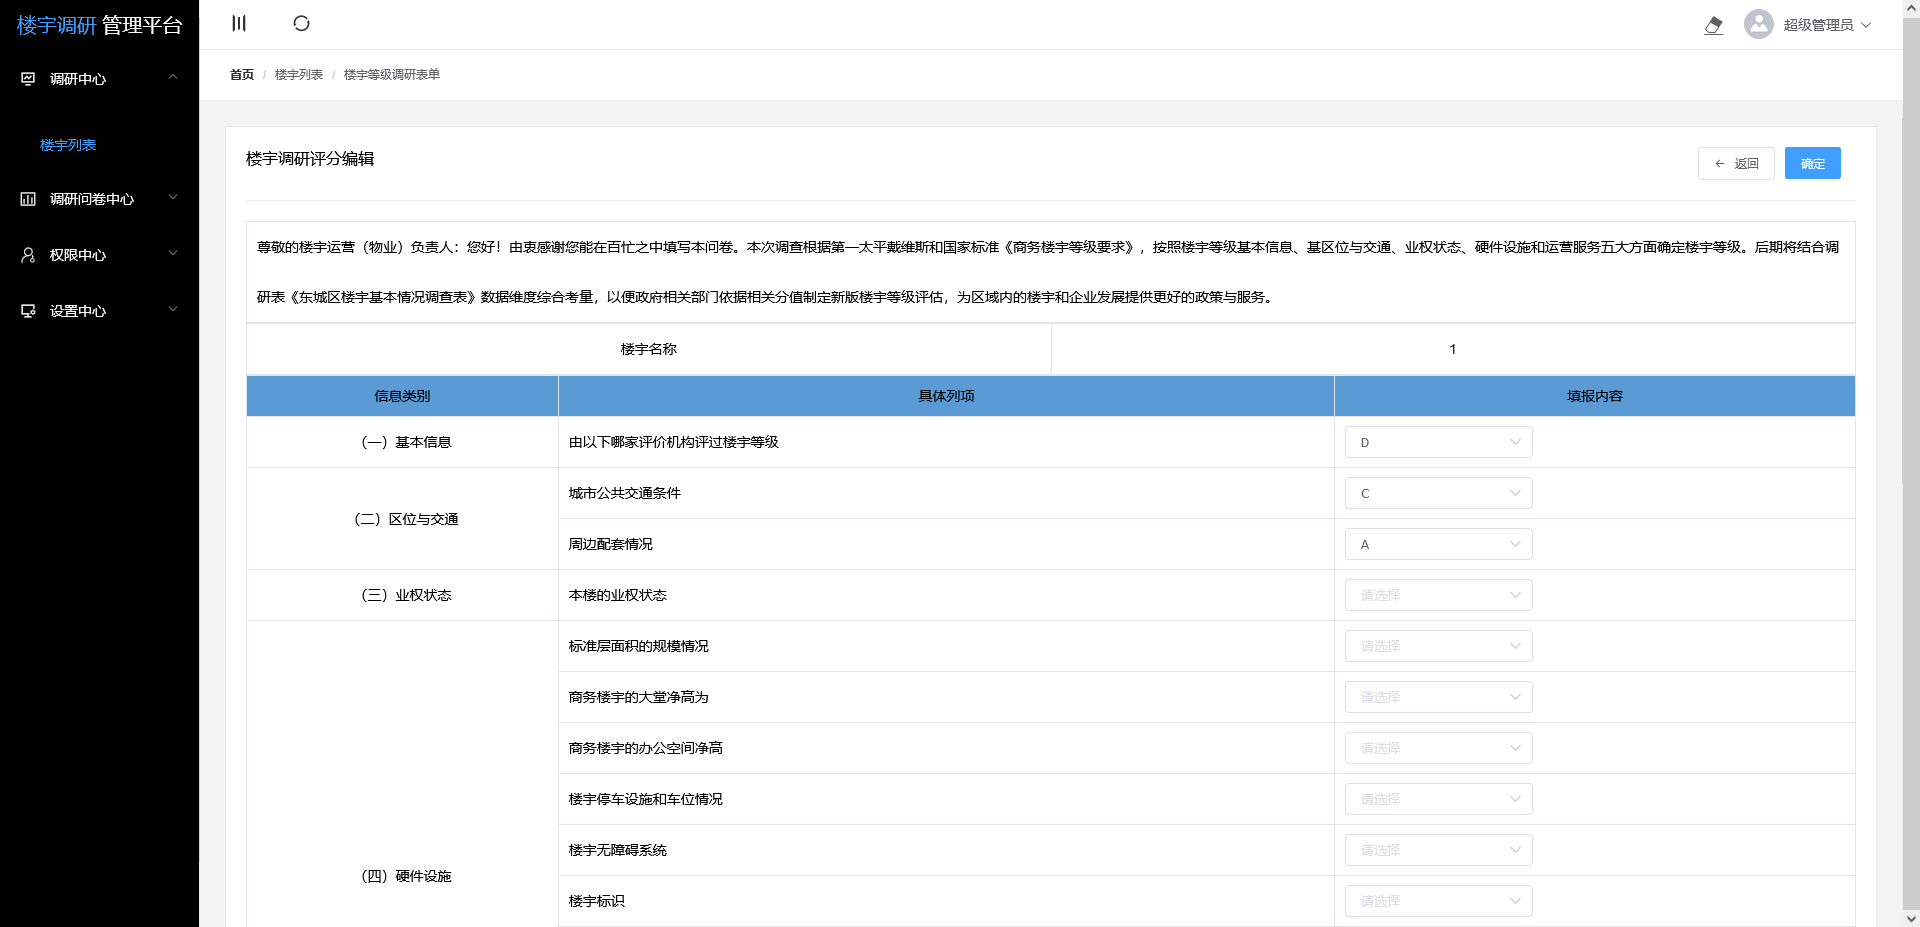 楼宇调研 管理平台
超级管理员
首页 / 楼宇列表 / 楼宇等级调研表单
调研中心
楼宇列表
调研问卷中心
权限中心
设置中心
楼宇调研评分编辑
返回
确定
尊敬的楼宇运营（物业）负责人：您好！由衷感谢您能在百忙之中填写本问卷。本次调查根据第一太平戴维斯和国家标准《商务楼宇等级要求》，按照楼宇等级基本信息、基区位与交通、业权状态、硬件设施和运营服务五大方面确定楼宇等级。后期将结合调
研表《东城区楼宇基本情况调查表》数据维度综合考量，以便政府相关部门依据相关分值制定新版楼宇等级评估，为区域内的楼宇和企业发展提供更好的政策与服务。
楼宇名称 1
信息类别 具体列项 填报内容
（一）基本信息 由以下哪家评价机构评过楼宇等级 D
（二）区位与交通
城市公共交通条件 C
周边配套情况 A
（三）业权状态 本楼的业权状态 请选择
标准层面积的规模情况 请选择
商务楼宇的大堂净高为 请选择
商务楼宇的办公空间净高 请选择
楼宇停车设施和车位情况 请选择
楼宇无障碍系统 请选择
（四）硬件设施
楼宇标识 请选择